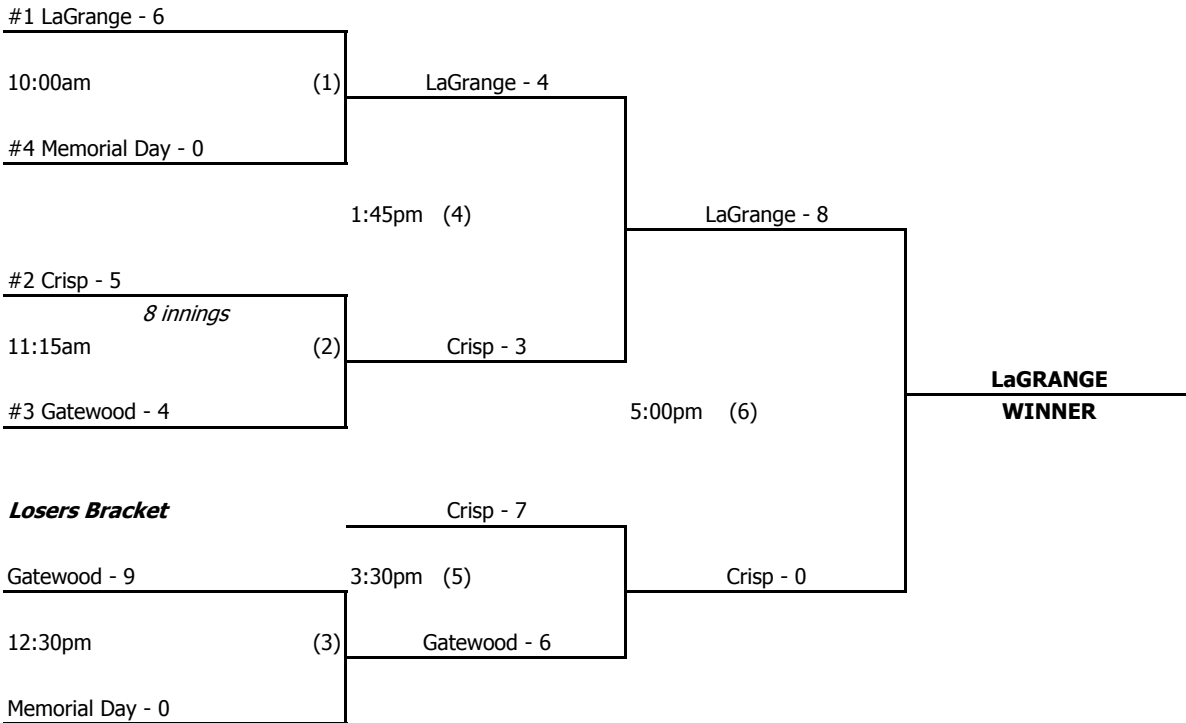 #1 LaGrange - 6
10:00am (1) LaGrange - 4
#4 Memorial Day - 0
1:45pm (4) LaGrange - 8
#2 Crisp - 5
8 innings
11:15am (2) Crisp - 3
LaGRANGE
#3 Gatewood - 4 5:00pm (6) WINNER
Losers Bracket Crisp - 7
Gatewood - 9 3:30pm (5) Crisp - 0
12:30pm (3) Gatewood - 6
Memorial Day - 0